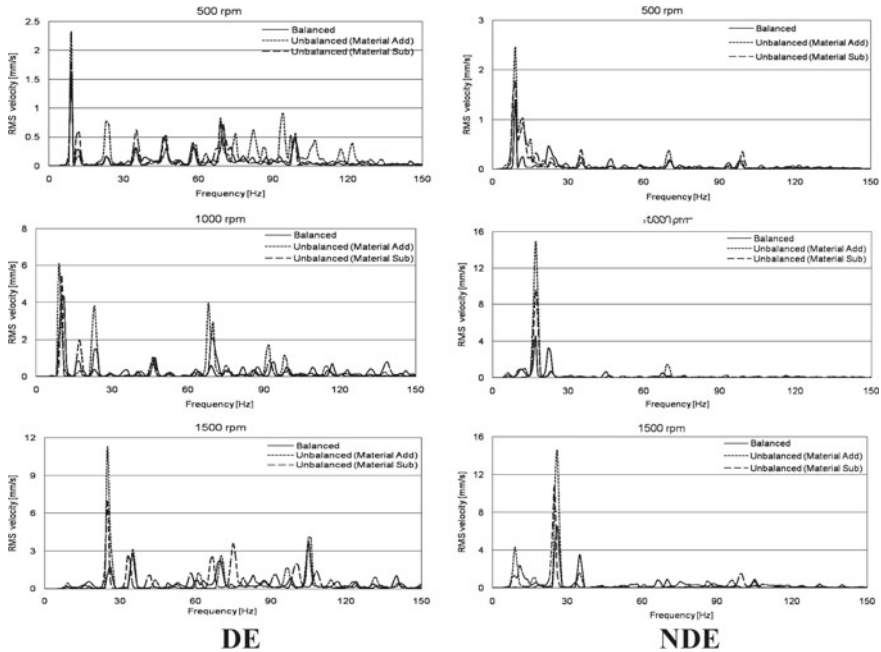 500 rpm
2.5
2
1.5
1
0.5
0
RMS velocity [mm/s]
Balanced
Unbalanced (Material Add)
Unbalanced (Material Sub)
0 30 60 90 120 150
Frequency [Hz]
500 rpm
3
2
1
0
RMS velocity [mm/s]
Balanced
Unbalanced (Material Add)
Unbalanced (Material Sub)
0 30 60 90 120 150
Frequency [Hz]
1000 rpm
8
6
4
2
0
RMS velocity [mm/s]
Balanced
Unbalanced (Material Add)
Unbalanced (Material Sub)
0 30 60 90 120 150
Frequency [Hz]
16
12
8
4
0
RMS velocity [mm/s]
Balanced
Unbalanced (Material Add)
Unbalanced (Material Sub)
0 30 60 90 120 150
Frequency [Hz]
1500 rpm
12
9
6
3
0
RMS velocity [mm/s]
Balanced
Unbalanced (Material Add)
Unbalanced (Material Sub)
0 30 60 90 120 150
Frequency [Hz]
1500 rpm
16
12
8
4
0
RMS velocity [mm/s]
Balanced
Unbalanced (Material Add)
Unbalanced (Material Sub)
0 30 60 90 120 150
Frequency [Hz]
DE
NDE